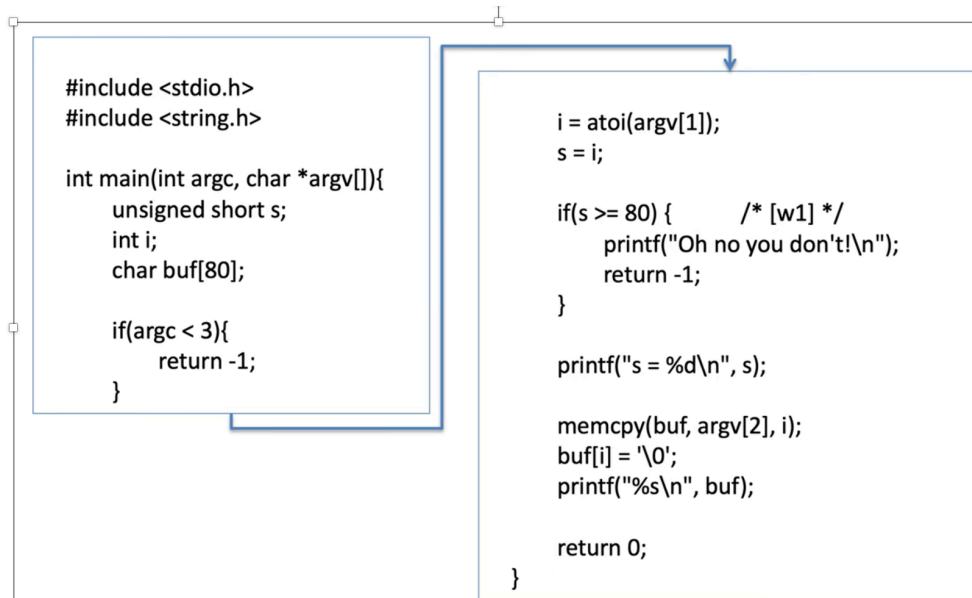 #include <stdio.h>
#include <string.h>
int main(int argc, char *argv[]){
unsigned short s;
int i;
char buf[80];
if(argc < 3){
return -1;
}
i = atoi(argv[1]);
s = i;
if(s >= 80) { /* [w1] */
printf("Oh no you don't!\n");
return -1;
}
printf("s = %d\n", s);
memcpy(buf, argv[2], i);
buf[i] = '\0';
printf("%s\n", buf);
return 0;
}